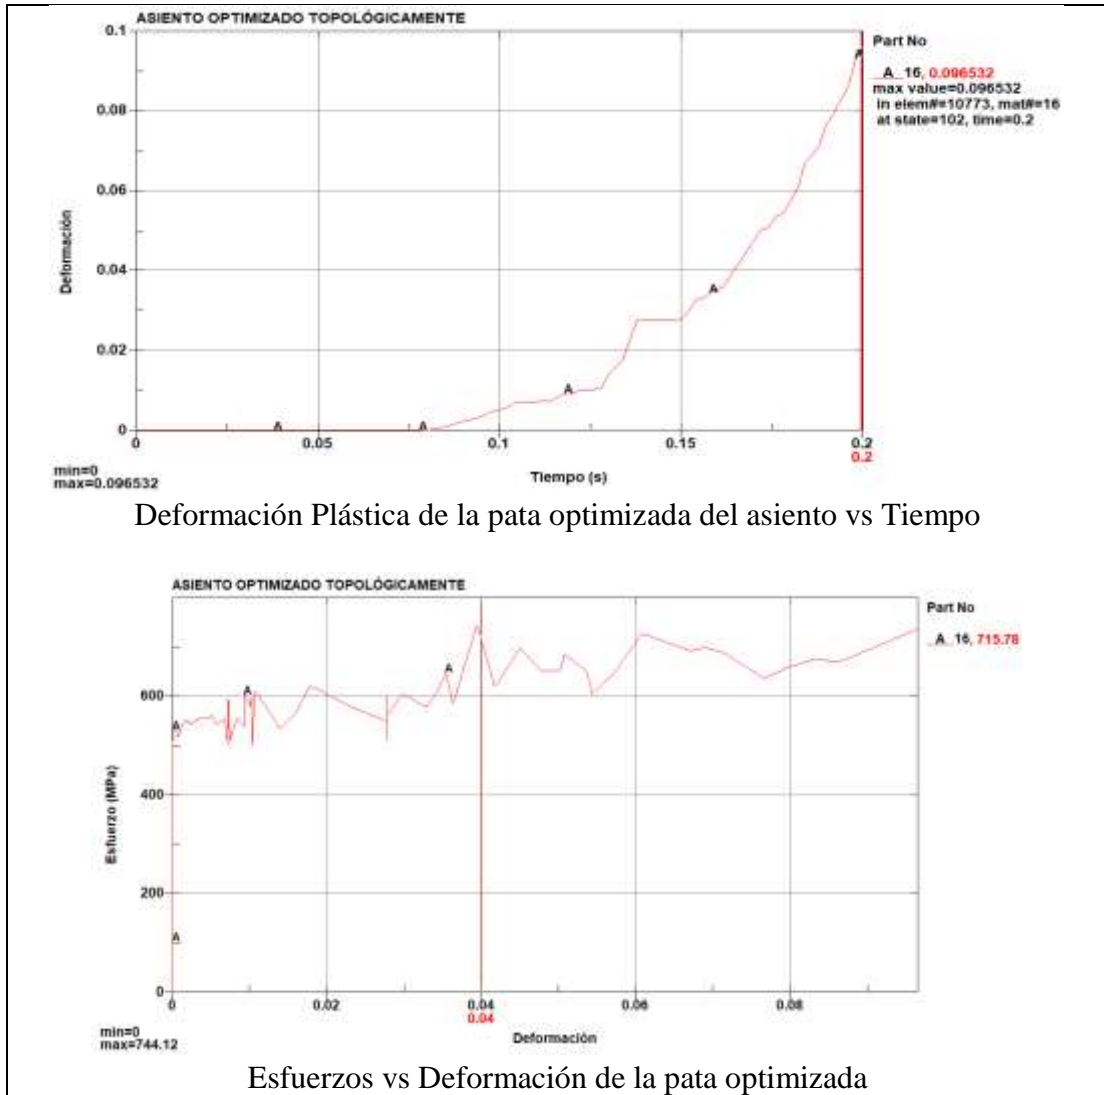 ASIENTO OPTIMIZADO TOPOLÓGICAMENTE
0.1
0.08
0.06
0.04
0.02
0
Deformación
A
A
A
A
A
0
0.05
0.1
0.15
0.2
0.2
Tiempo (s)
min=0
max=0.096532
Part No
__A_ 16, 0.096532
max value=0.096532
in elem#=10773, mat#=16
at state=102, time=0.2
Deformación Plástica de la pata optimizada del asiento vs Tiempo
ASIENTO OPTIMIZADO TOPOLÓGICAMENTE
600
400
200
0
Esfuerzo (MPa)
A
A
A
A
0
0.02
0.04
0.04
0.06
0.08
Deformación
min=0
max=744.12
Part No
__A_ 16, 715.78
Esfuerzos vs Deformación de la pata optimizada